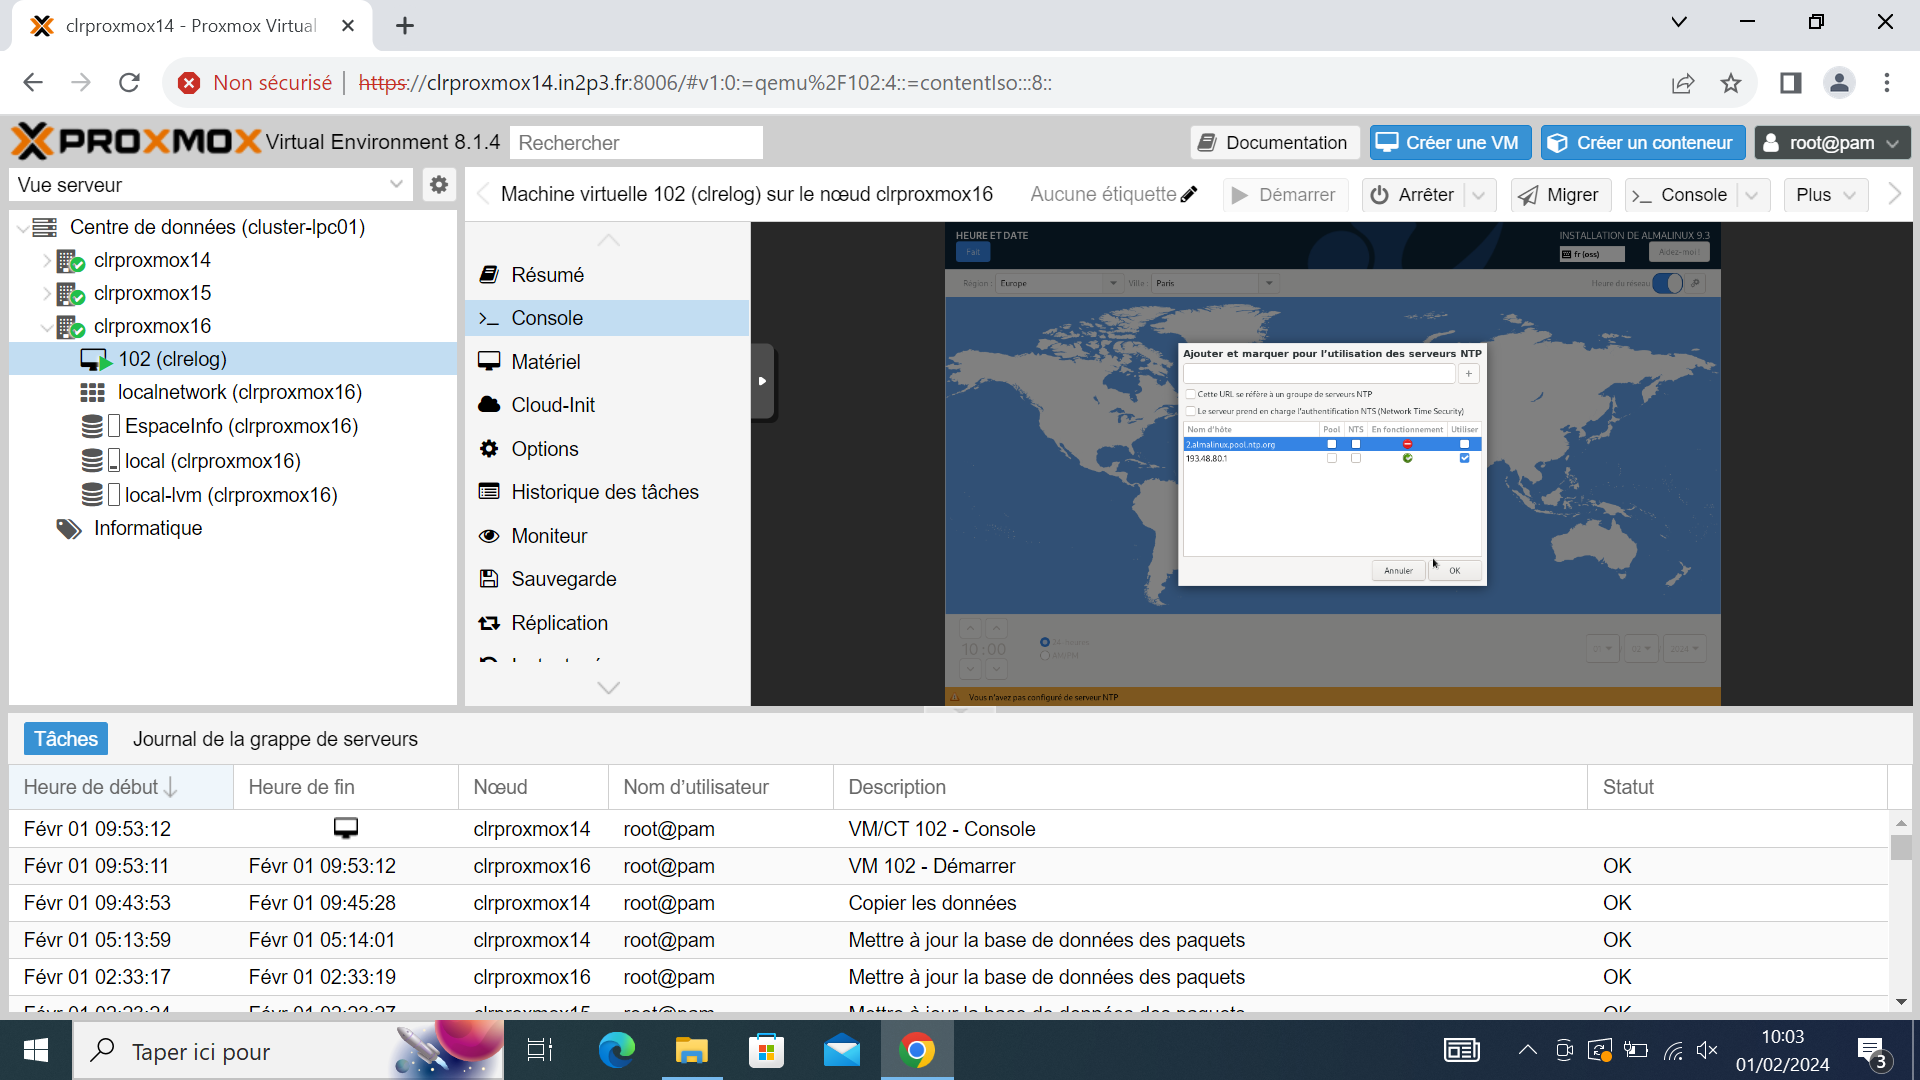 clrproxmox14 - Proxmox Virtual
Non sécurisé
https://clrproxmox14.in2p3.fr:8006/#v1:0:=qemu%2F102:4::=contentIso:::8::
PROXMOX Virtual Environment 8.1.4
Rechercher
Documentation
Créer une VM
Créer un conteneur
root@pam
Vue serveur
Centre de données (cluster-lpc01)
clrproxmox14
clrproxmox15
clrproxmox16
102 (clrelog)
localnetwork (clrproxmox16)
EspaceInfo (clrproxmox16)
local (clrproxmox16)
local-lvm (clrproxmox16)
Informatique
Machine virtuelle 102 (clrelog) sur le nœud clrproxmox16
Aucune étiquette
Démarrer
Arrêter
Migrer
Console
Plus
Résumé
Console
Matériel
Cloud-Init
Options
Historique des tâches
Moniteur
Sauvegarde
Réplication
HEURE ET DATE
Fait
INSTALLATION DE ALMALINUX 9.3
fr (oss)
Aidez-moi !
Région : Europe
Ville : Paris
Heure du réseau
Ajouter et marquer pour l'utilisation des serveurs NTP
Cette URL se réfère à un groupe de serveurs NTP
Le serveur prend en charge l'authentification NTS (Network Time Security)
Nom d'hôte Pool NTS En fonctionnement Utiliser
2.almalinux.pool.ntp.org
193.48.80.1
Annuler
OK
10:00
24-heures
AM/PM
01
02
2024
Vous n'avez pas configuré de serveur NTP
Tâches
Journal de la grappe de serveurs
Heure de début Heure de fin Nœud Nom d'utilisateur Description Statut
Févr 01 09:53:12 clrproxmox14 root@pam VM/CT 102 - Console
Févr 01 09:53:11 Févr 01 09:53:12 clrproxmox16 root@pam VM 102 - Démarrer OK
Févr 01 09:43:53 Févr 01 09:45:28 clrproxmox14 root@pam Copier les données OK
Févr 01 05:13:59 Févr 01 05:14:01 clrproxmox14 root@pam Mettre à jour la base de données des paquets OK
Févr 01 02:33:17 Févr 01 02:33:19 clrproxmox16 root@pam Mettre à jour la base de données des paquets OK
Taper ici pour
10:03
01/02/2024
3